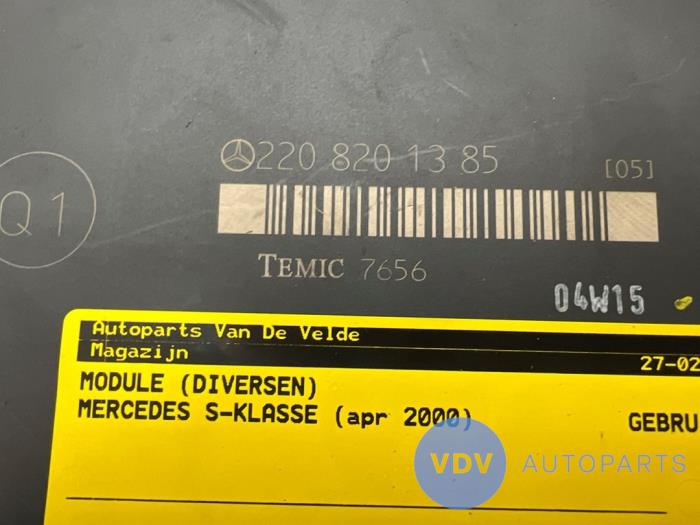 220 820 13 85 [05]
Q1
TEMIC 7656
04W15
Autoparts Van De Velde
Magazijn
27-02
MODULE (DIVERSEN)
MERCEDES S-KLASSE (apr 2000)
GEBRU
VDV AUTOPARTS